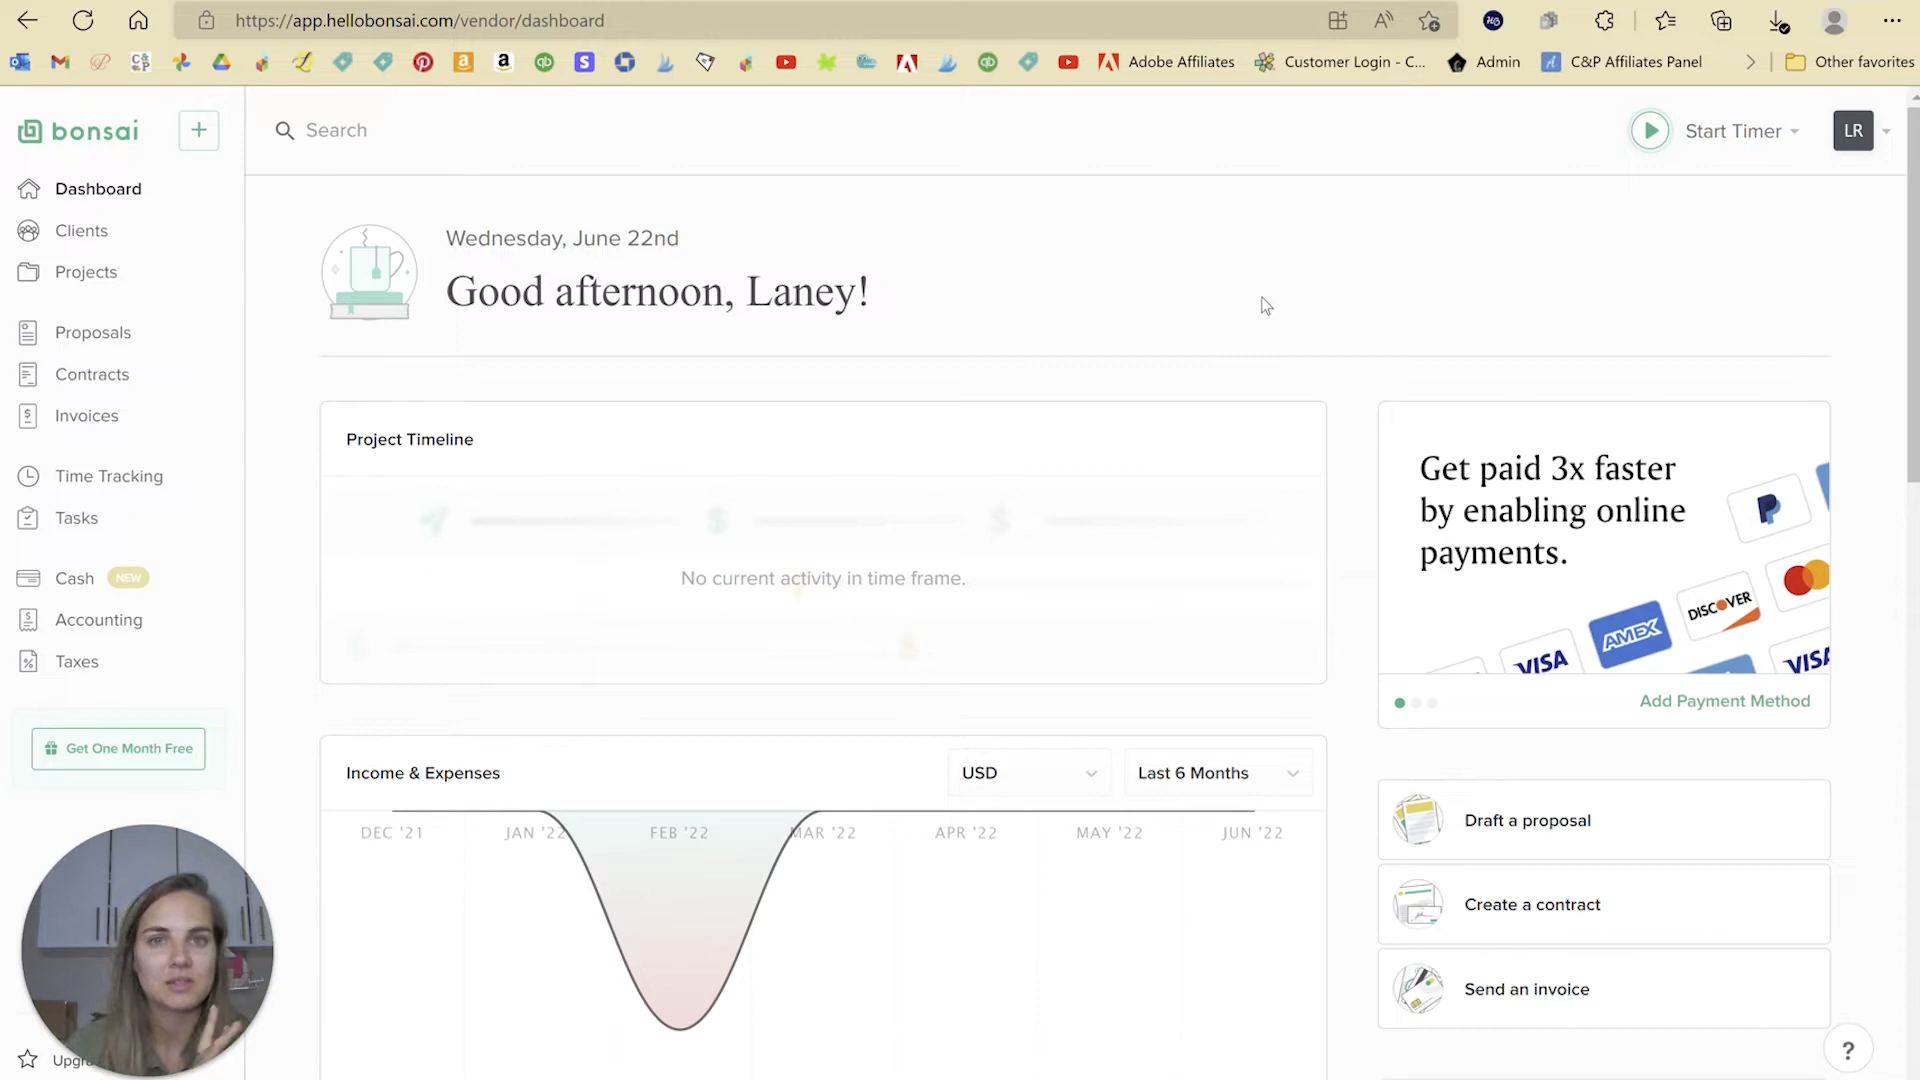 https://app.hellobonsai.com/vendor/dashboard
Adobe Affiliates
Customer Login - C...
Admin
C&P Affiliates Panel
Other favorites
bonsai
Search
Start Timer
LR
Dashboard
Clients
Projects
Proposals
Contracts
Invoices
Time Tracking
Tasks
Cash NEW
Accounting
Taxes
Get One Month Free
Wednesday, June 22nd
Good afternoon, Laney!
Project Timeline
No current activity in time frame.
Get paid 3x faster
by enabling online
payments.
DISCOVER
AMEX
VISA
VISA
Add Payment Method
Income & Expenses
USD
Last 6 Months
DEC '21
JAN '22
FEB '22
MAR '22
APR '22
MAY '22
JUN '22
Draft a proposal
Create a contract
Send an invoice
?